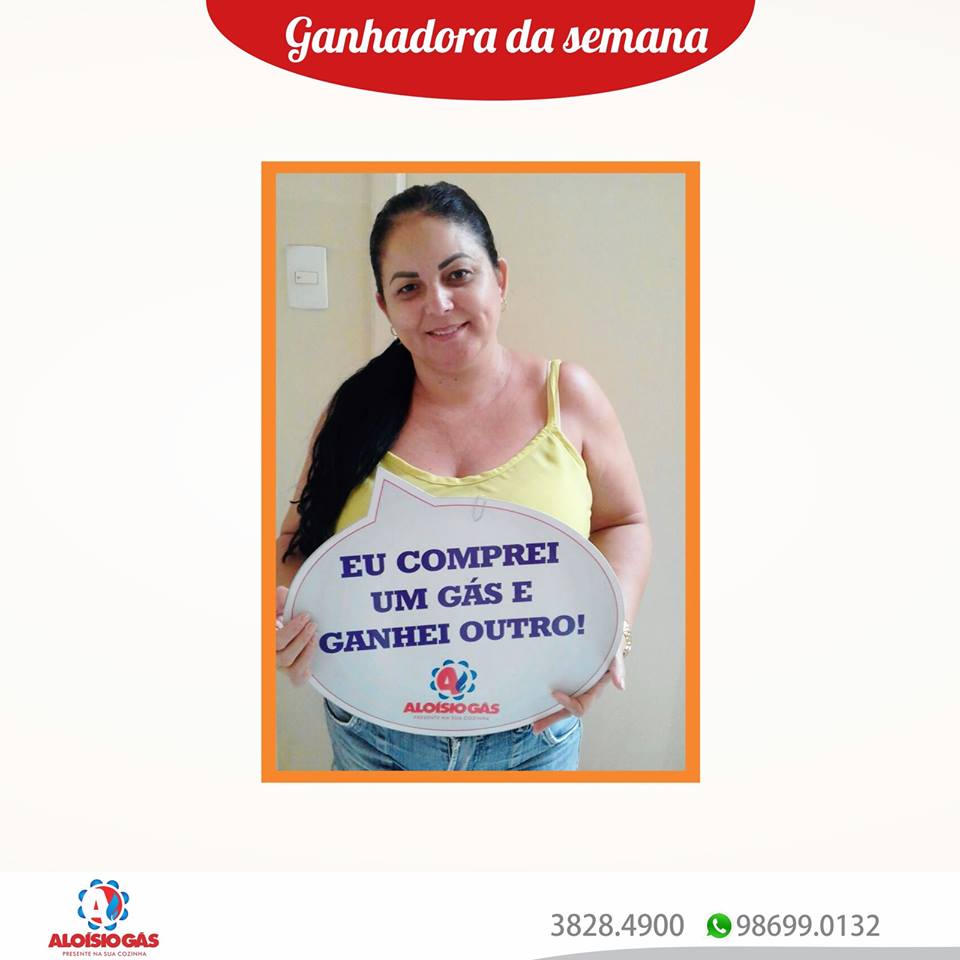 Ganhadora da semana
EU COMPREI
UM GÁS E
GANHEI OUTRO!
ALOÍSIO GÁS
PRESENTE NA SUA COZINHA
ALOÍSIO GÁS
PRESENTE NA SUA COZINHA
3828.4900 98699.0132